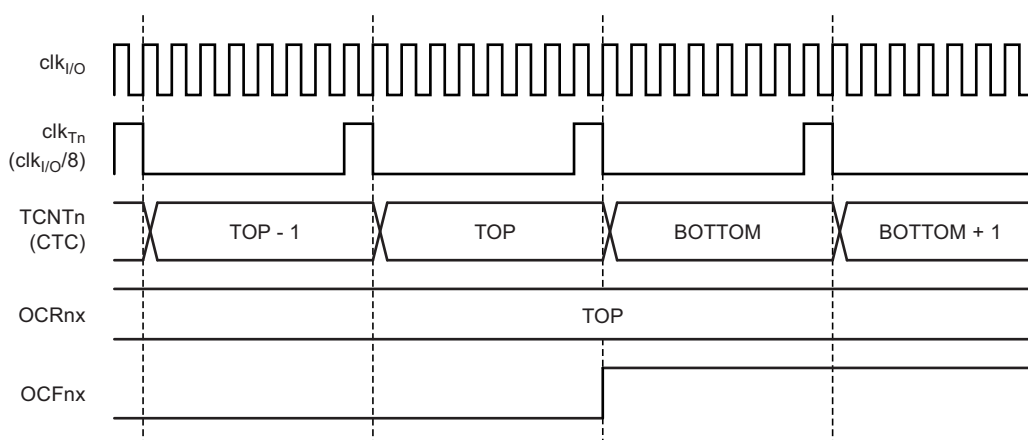 clkI/O
clkTn
(clkI/O/8)
TCNTn
(CTC)
TOP - 1
TOP
BOTTOM
BOTTOM + 1
OCRnx
TOP
OCFnx